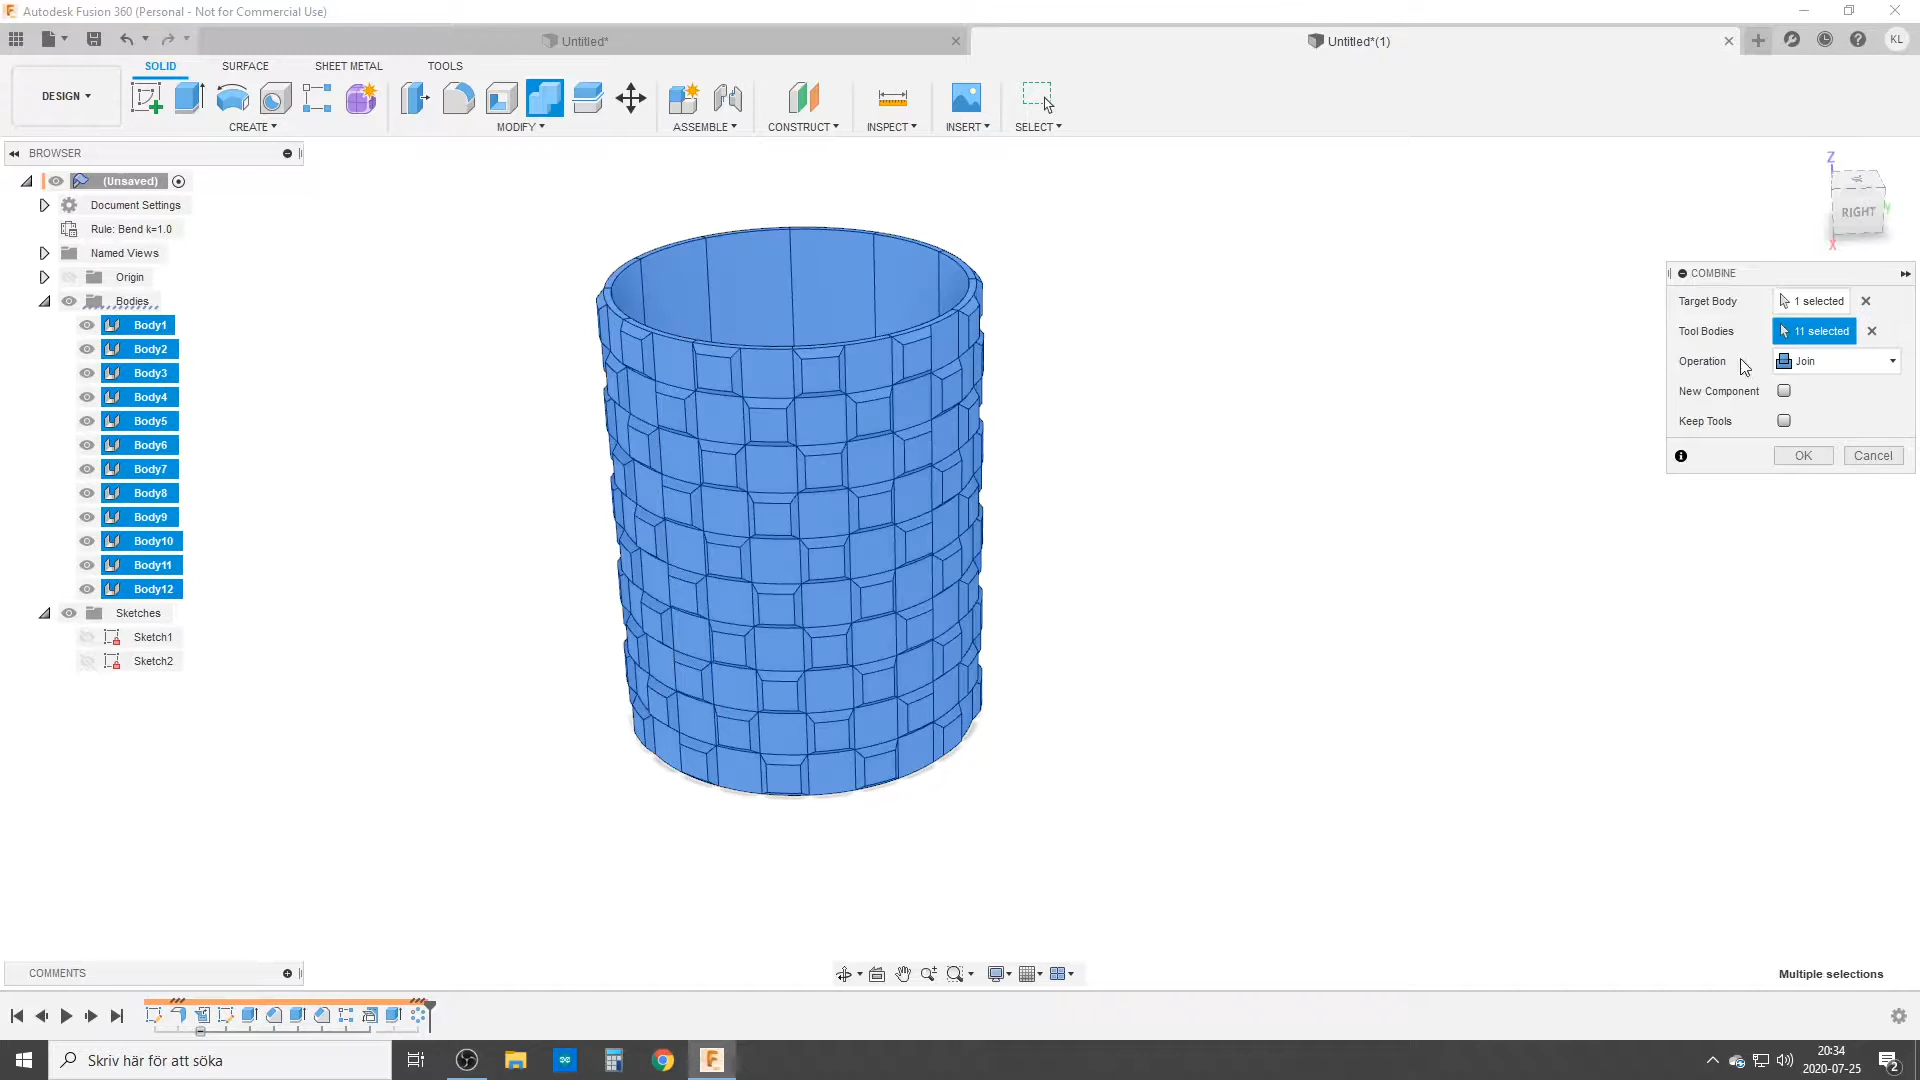 Autodesk Fusion 360 (Personal - Not for Commercial Use)
Untitled*
Untitled*(1)
KL
SOLID
SURFACE
SHEET METAL
TOOLS
DESIGN
CREATE
MODIFY
ASSEMBLE
CONSTRUCT
INSPECT
INSERT
SELECT
BROWSER
(Unsaved)
Document Settings
Rule: Bend k=1.0
Named Views
Origin
Bodies
Body1
Body2
Body3
Body4
Body5
Body6
Body7
Body8
Body9
Body10
Body11
Body12
Sketches
Sketch1
Sketch2
Z
RIGHT
X
COMBINE
Target Body
1 selected
Tool Bodies
11 selected
Operation
Join
New Component
Keep Tools
OK
Cancel
COMMENTS
Multiple selections
Skriv här för att söka
20:34
2020-07-25
2